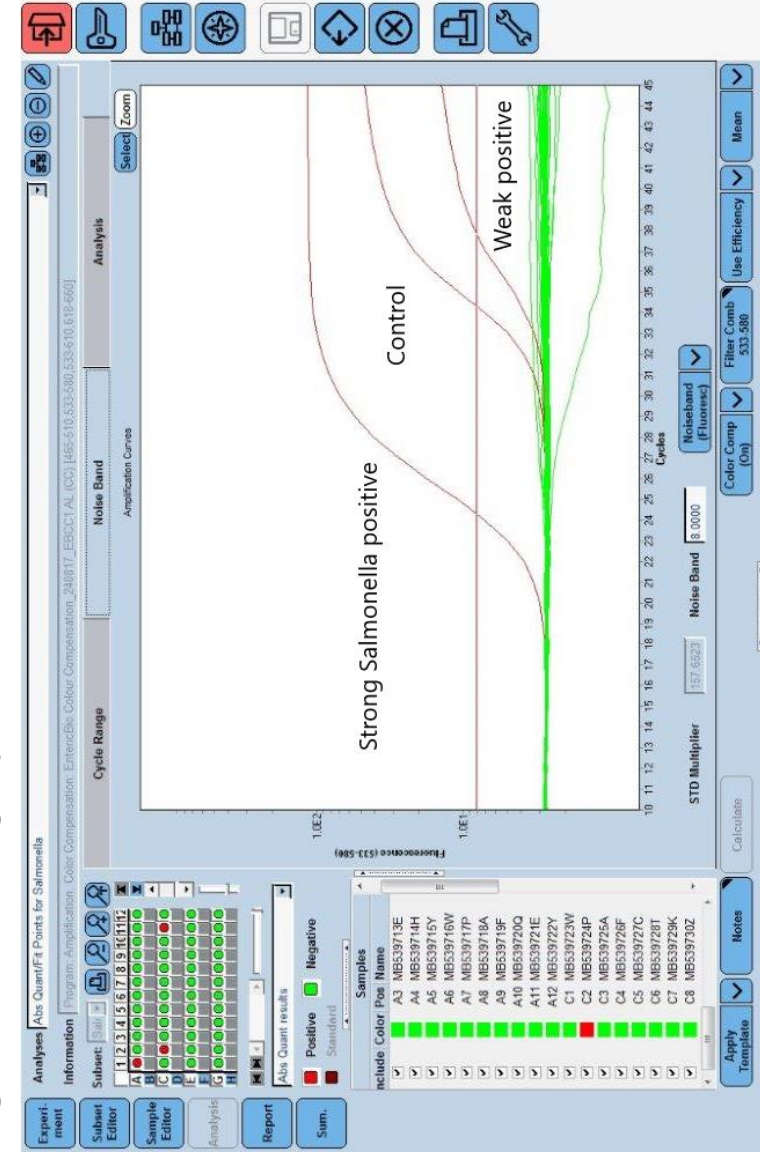 Experi-
ment
Subset
Editor
Sample
Editor
Analysis
Report
Sum.
Analyses
Abs Quant/Fit Points for Salmonella
Information
Program: Amplification Color Compensation: EntericBio Colour Compensation_240817_EBCC1 AL (CC) [465-510,533-580,533-610,618-660]
Subset:
1 2 3 4 5 6 7 8 9 10 11 12
A
B
C
D
E
F
G
H
Abs Quant results
Positive
Negative
Standard
Samples
Include Color Pos Name
A3 MB539713E
A4 MB539714H
A5 MB539715Y
A6 MB539716W
A7 MB539717P
A8 MB539718A
A9 MB539719F
A10 MB539720Q
A11 MB539721E
A12 MB539722Y
C1 MB539723W
C2 MB539724P
C3 MB539725A
C4 MB539726F
C5 MB539727C
C6 MB539728T
C7 MB539729K
C8 MB539730Z
Apply
Template
Notes
Cycle Range
Noise Band
Analysis
Select
Zoom
Amplification Curves
Fluorescence (533-580)
1.0E2
1.0E1
Strong Salmonella positive
Control
Weak positive
10 11 12 13 14 15 16 17 18 19 20 21 22 23 24 25 26 27 28 29 30 31 32 33 34 35 36 37 38 39 40 41 42 43 44 45
Cycles
STD Multiplier
157.6523
Noise Band
8.0000
Noiseband
(Fluoresc)
Calculate
Color Comp
(On)
Filter Comb
533-580
Use Efficiency
Mean